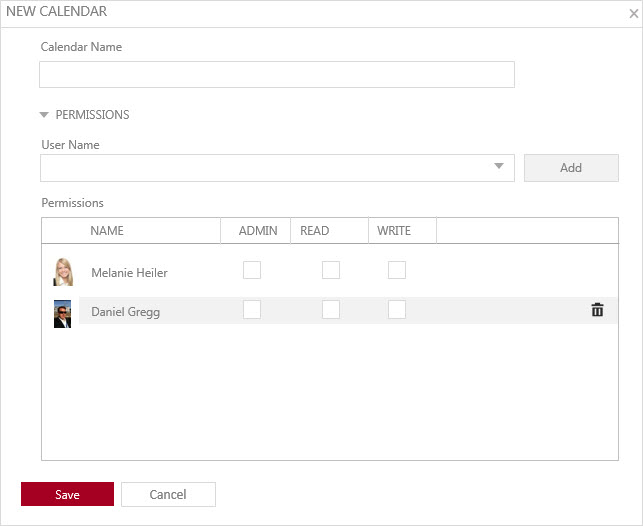 NEW CALENDAR
Calendar Name
PERMISSIONS
User Name
Add
Permissions
NAME ADMIN READ WRITE
Melanie Heiler
Daniel Gregg
Save Cancel